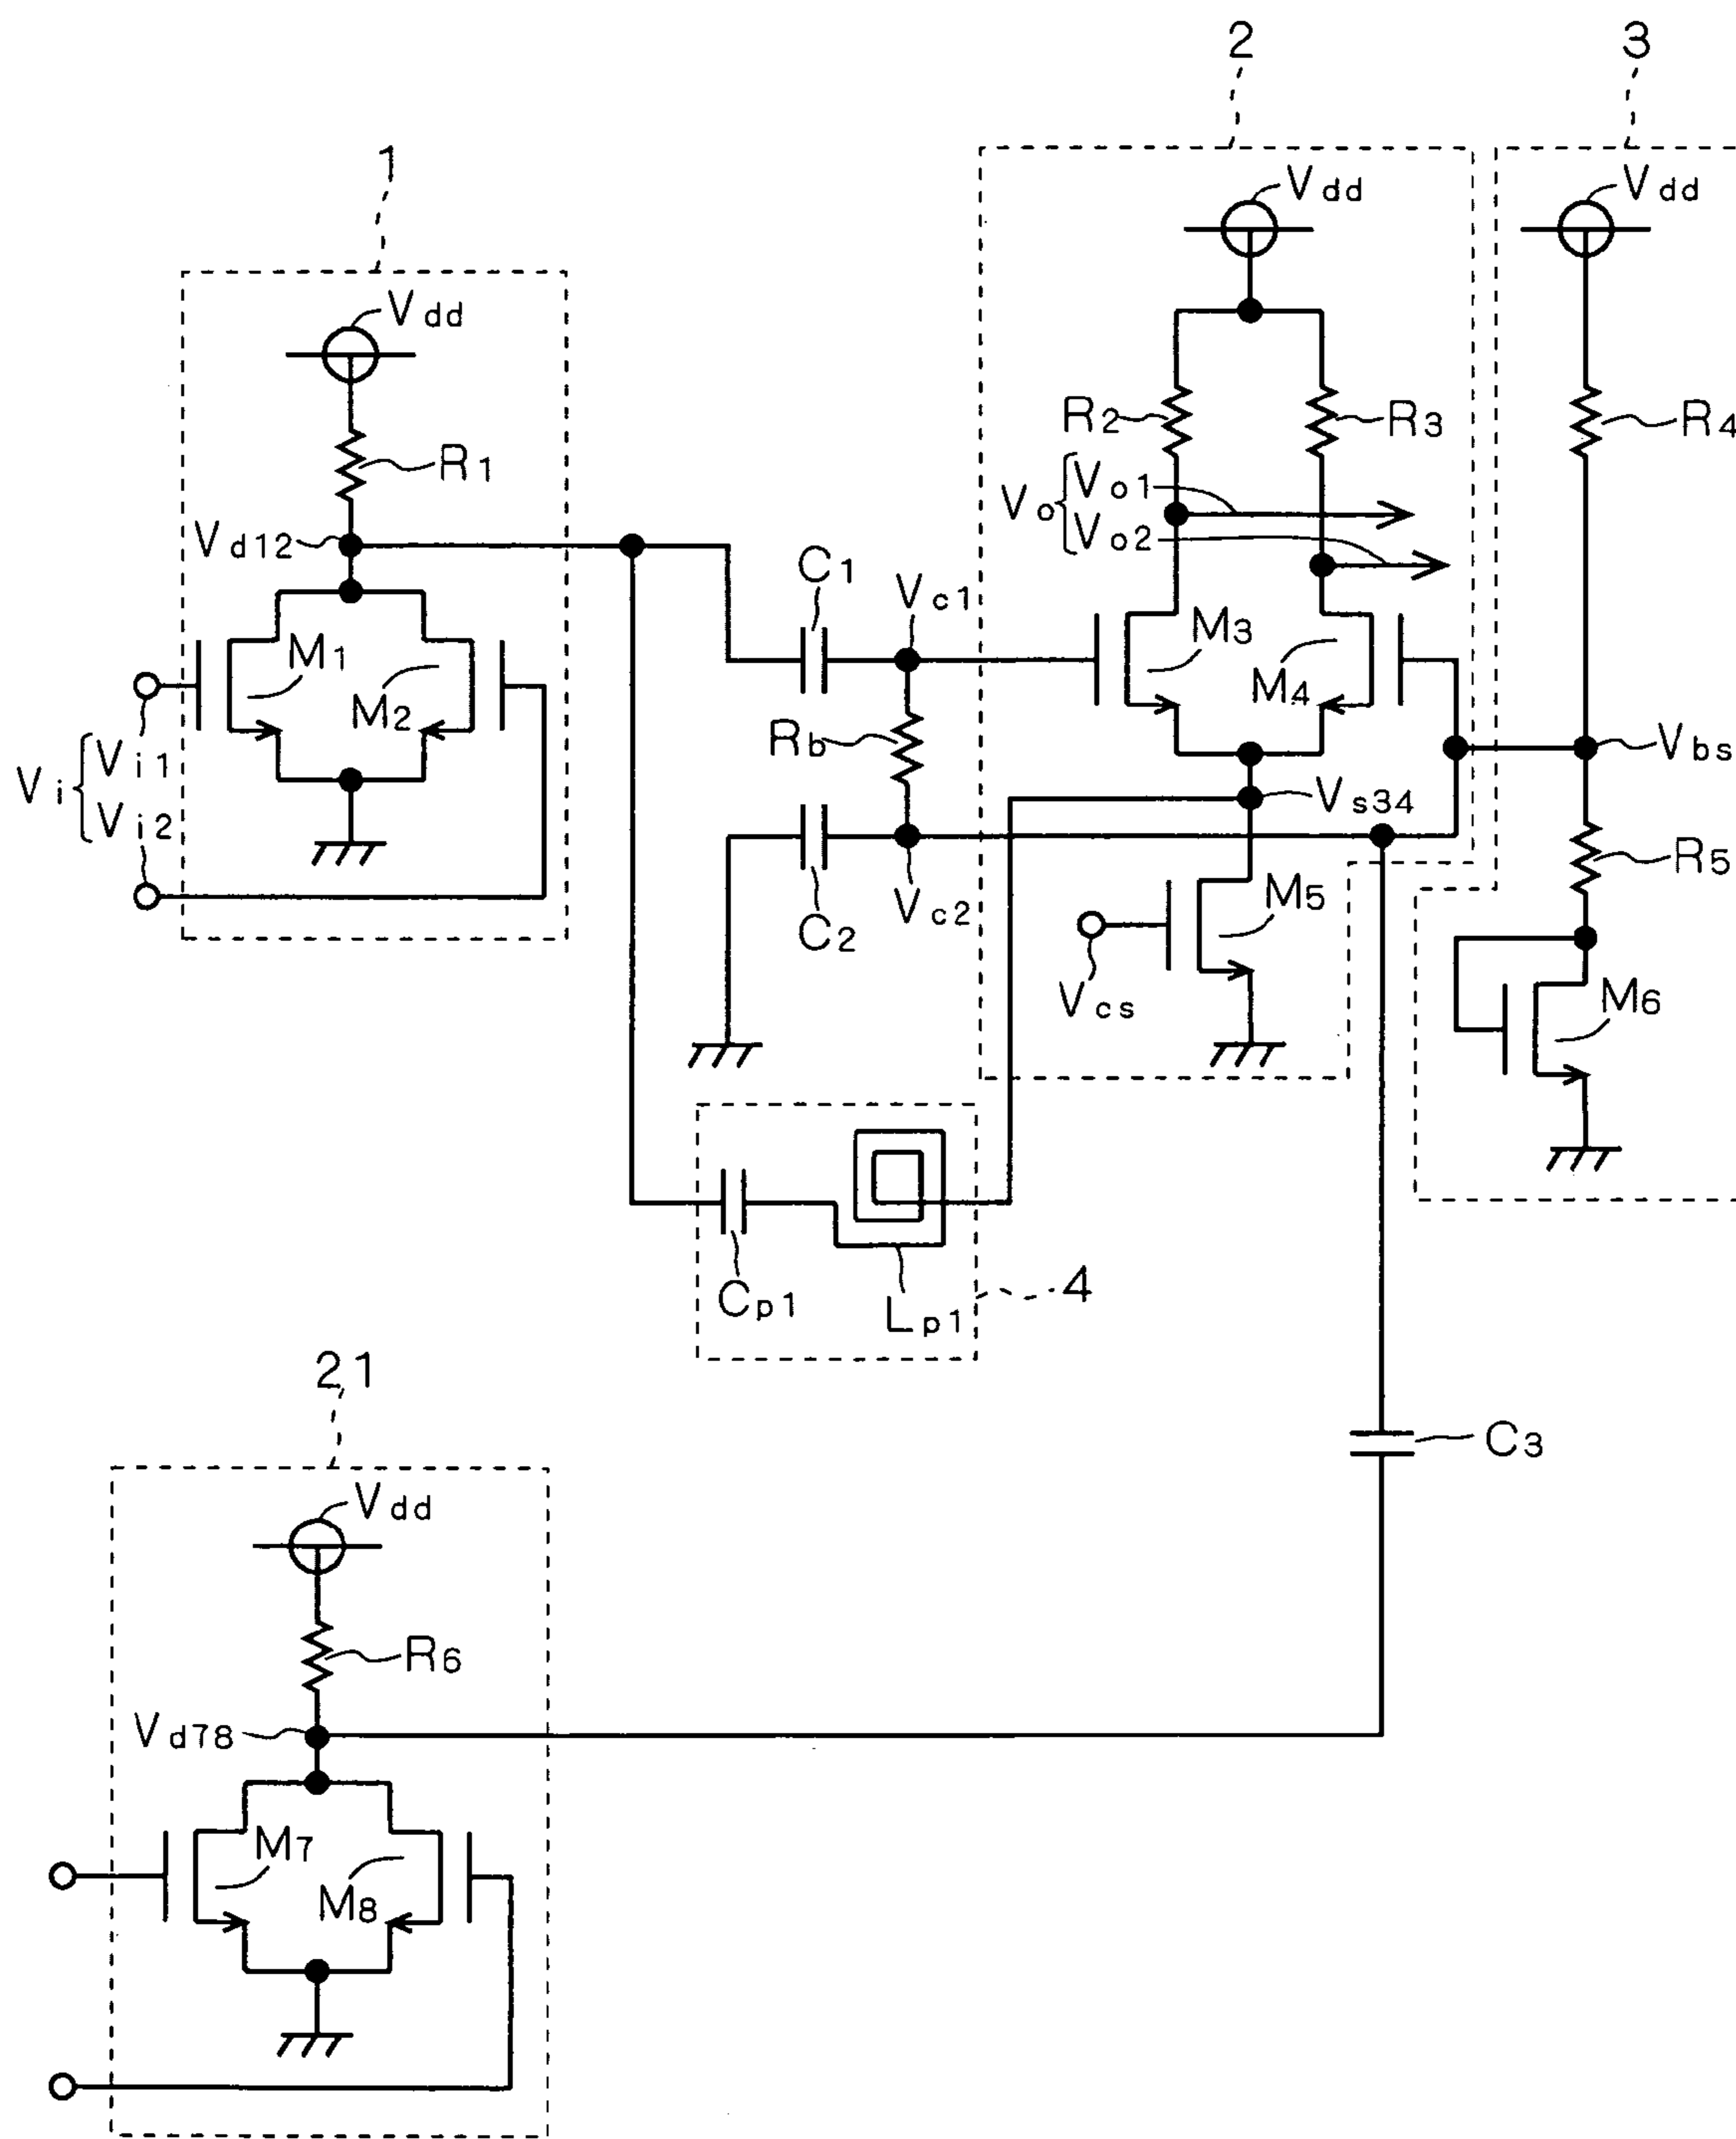 2
3
1
Vdd
Vdd
Vdd
R1
R2
R3
R4
Vo
Vo1
Vo2
Vd12
C1
Vc1
M1
M2
M3
M4
Vi
Vi1
Vi2
Rb
Vbs
Vs34
R5
C2
Vc2
M5
Vcs
M6
Cp1
Lp1
4
21
C3
Vdd
R6
Vd78
M7
M8